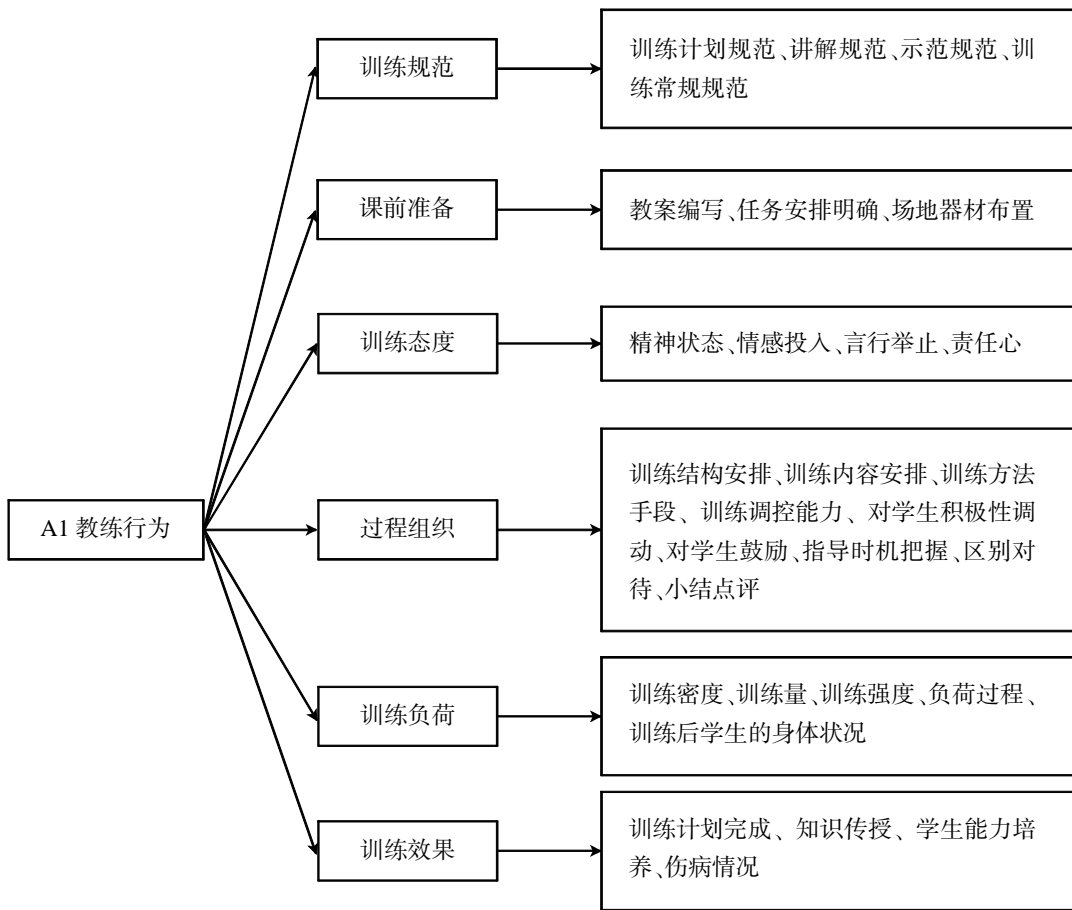 训练规范
训练计划规范、讲解规范、示范规范、训
练常规规范
课前准备
教案编写、任务安排明确、场地器材布置
训练态度
精神状态、情感投入、言行举止、责任心
A1 教练行为
过程组织
训练结构安排、训练内容安排、训练方法
手段、训练调控能力、对学生积极性调
动、对学生鼓励、指导时机把握、区别对
待、小结点评
训练负荷
训练密度、训练量、训练强度、负荷过程、
训练后学生的身体状况
训练效果
训练计划完成、知识传授、学生能力培
养、伤病情况